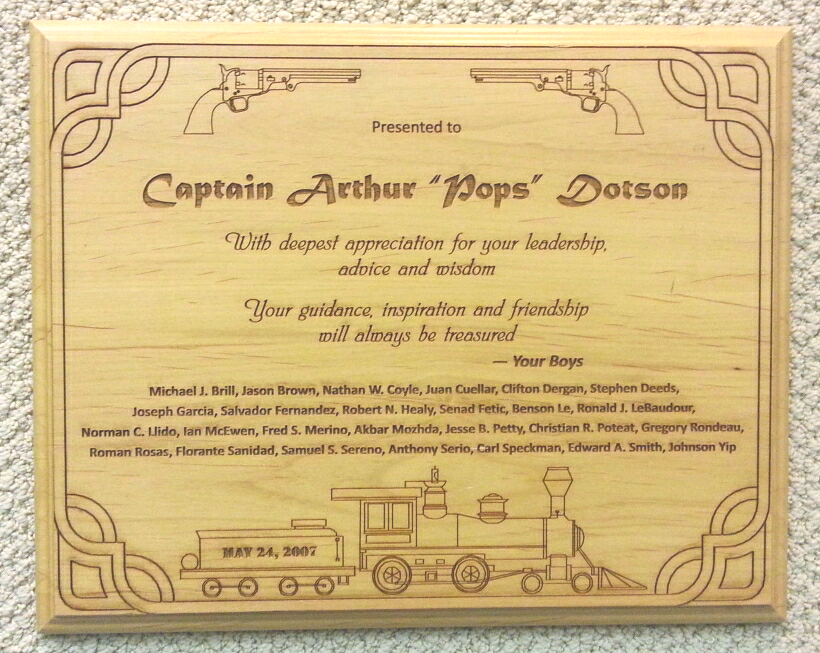 Presented to
Captain Arthur "Pops" Dotson
With deepest appreciation for your leadership,
advice and wisdom
Your guidance, inspiration and friendship
will always be treasured
— Your Boys
Michael J. Brill, Jason Brown, Nathan W. Coyle, Juan Cuellar, Clifton Dergan, Stephen Deeds,
Joseph Garcia, Salvador Fernandez, Robert N. Healy, Senad Fetic, Benson Le, Ronald J. LeBaudour,
Norman C. Llido, Ian McEwen, Fred S. Merino, Akbar Mozhda, Jesse B. Petty, Christian R. Poteat, Gregory Rondeau,
Roman Rosas, Florante Sanidad, Samuel S. Sereno, Anthony Serio, Carl Speckman, Edward A. Smith, Johnson Yip
MAY 24, 2007